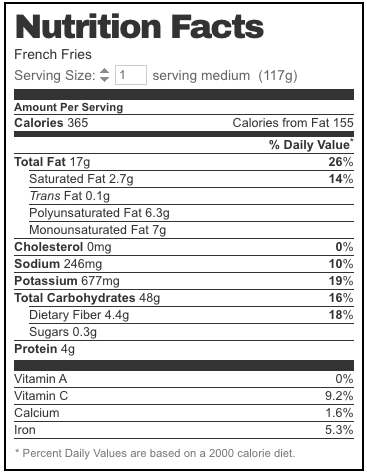 Nutrition Facts
French Fries
Serving Size: 1 serving medium (117g)
Amount Per Serving
Calories 365 Calories from Fat 155
% Daily Value*
Total Fat 17g 26%
Saturated Fat 2.7g 14%
Trans Fat 0.1g
Polyunsaturated Fat 6.3g
Monounsaturated Fat 7g
Cholesterol 0mg 0%
Sodium 246mg 10%
Potassium 677mg 19%
Total Carbohydrates 48g 16%
Dietary Fiber 4.4g 18%
Sugars 0.3g
Protein 4g
Vitamin A 0%
Vitamin C 9.2%
Calcium 1.6%
Iron 5.3%
* Percent Daily Values are based on a 2000 calorie diet.